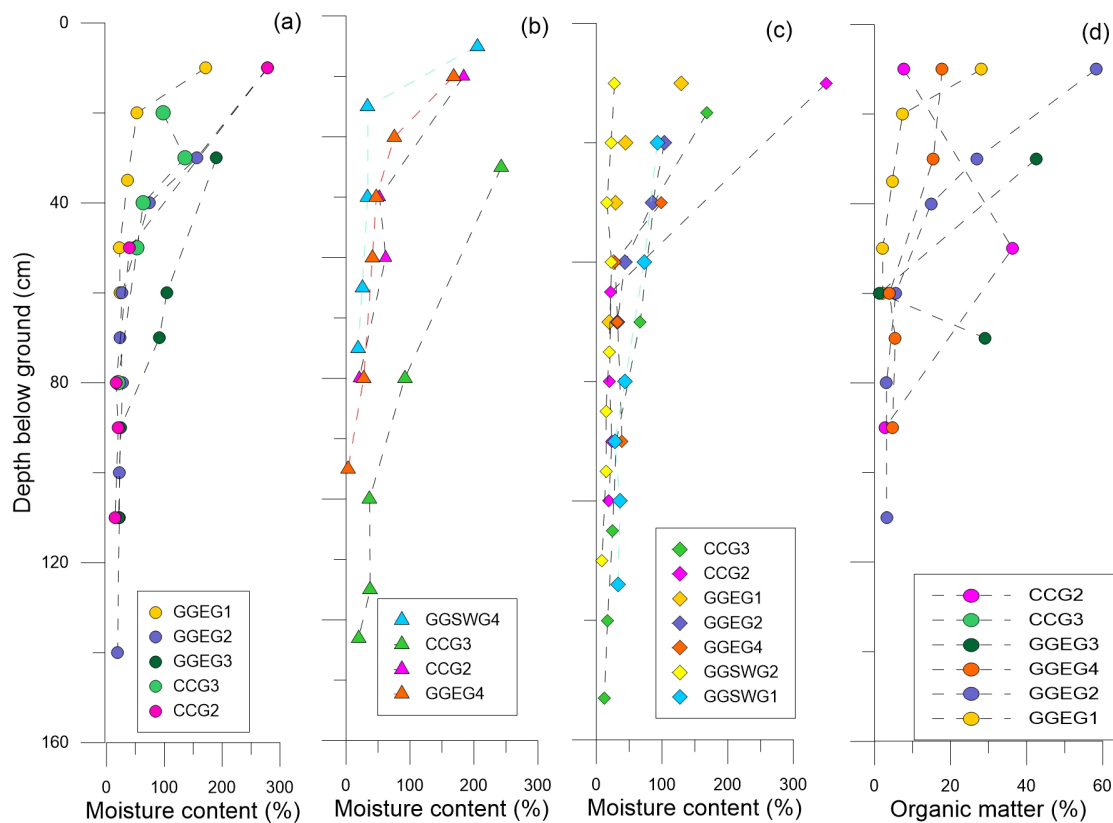 (a)
(b)
(c)
(d)
Depth below ground (cm)
0
40
80
120
160
GGEG1
GGEG2
GGEG3
CCG3
CCG2
0
100
200
300
Moisture content (%)
GGSWG4
CCG3
CCG2
GGEG4
0
100
200
300
Moisture content (%)
CCG3
CCG2
GGEG1
GGEG2
GGEG4
GGSWG2
GGSWG1
0
100
200
300
Moisture content (%)
CCG2
CCG3
GGEG3
GGEG4
GGEG2
GGEG1
0
20
40
60
Organic matter (%)